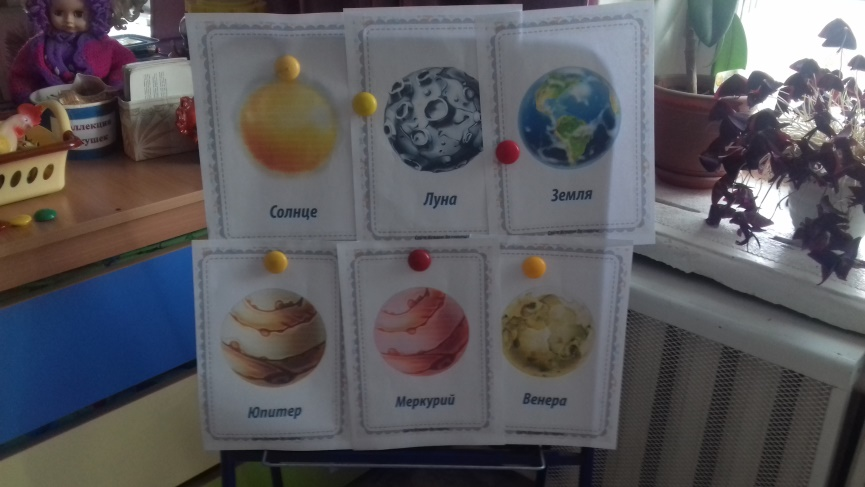 Солнце
Луна
Земля
Юпитер
Меркурий
Венера